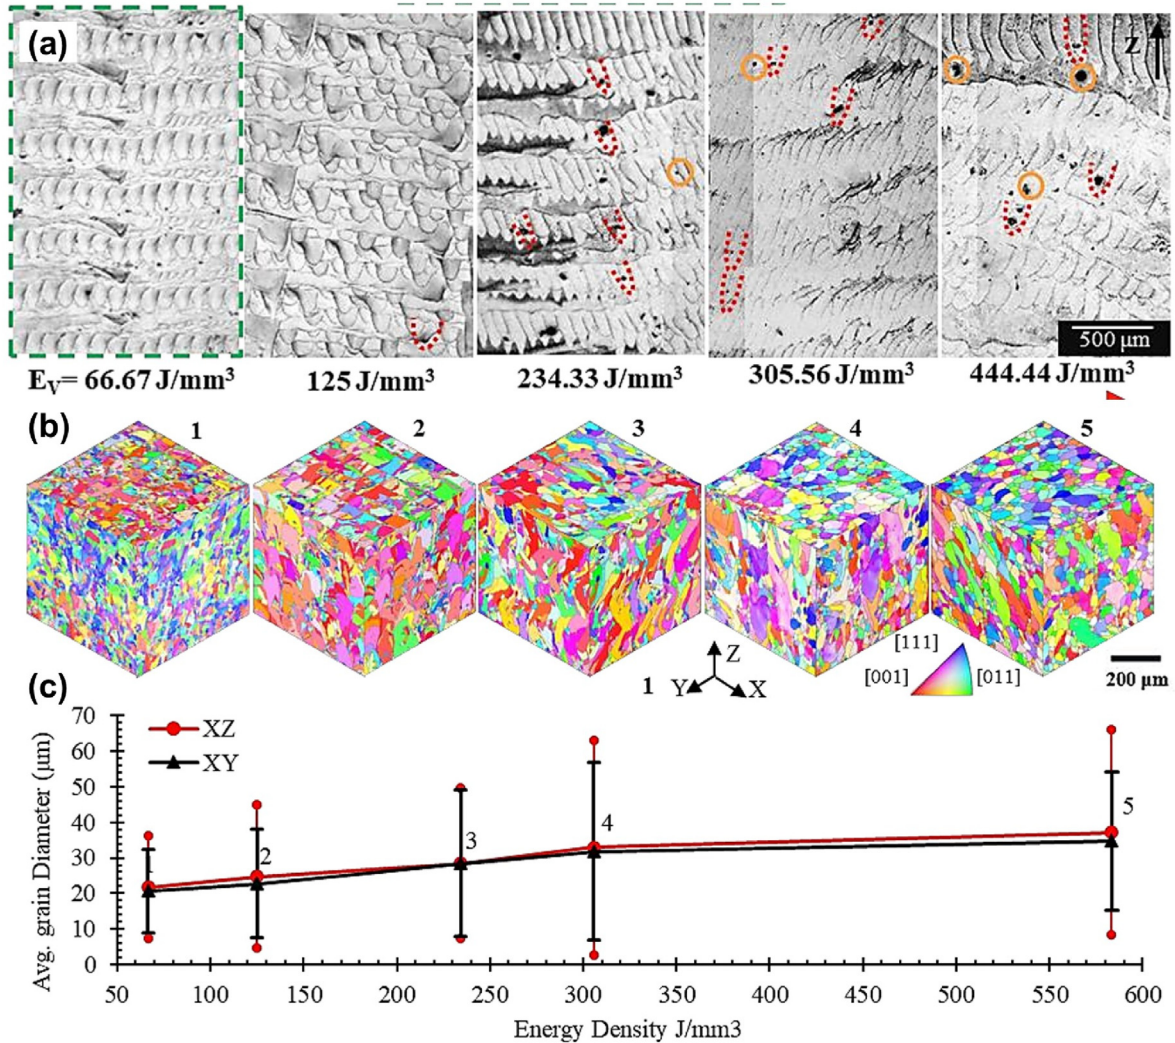 (a)
Z
500 µm
E_V= 66.67 J/mm³ 125 J/mm³ 234.33 J/mm³ 305.56 J/mm³ 444.44 J/mm³
(b)
1 2 3 4 5
[111]
[001] [011]
Z
Y X
1
200 µm
(c)
XZ
XY
Avg. grain Diameter (µm)
70
60
50
40
30
20
10
0
1 2 3 4 5
50 100 150 200 250 300 350 400 450 500 550 600
Energy Density J/mm3